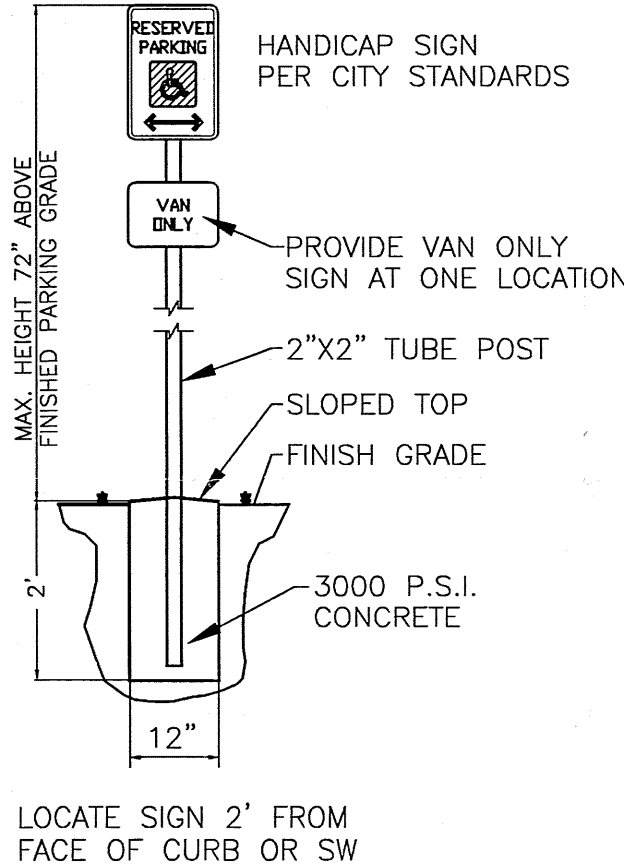 RESERVED
PARKING
HANDICAP SIGN
PER CITY STANDARDS
VAN
ONLY
PROVIDE VAN ONLY
SIGN AT ONE LOCATION
MAX. HEIGHT 72" ABOVE
FINISHED PARKING GRADE
2"X2" TUBE POST
SLOPED TOP
FINISH GRADE
2'
3000 P.S.I.
CONCRETE
12"
LOCATE SIGN 2' FROM
FACE OF CURB OR SW